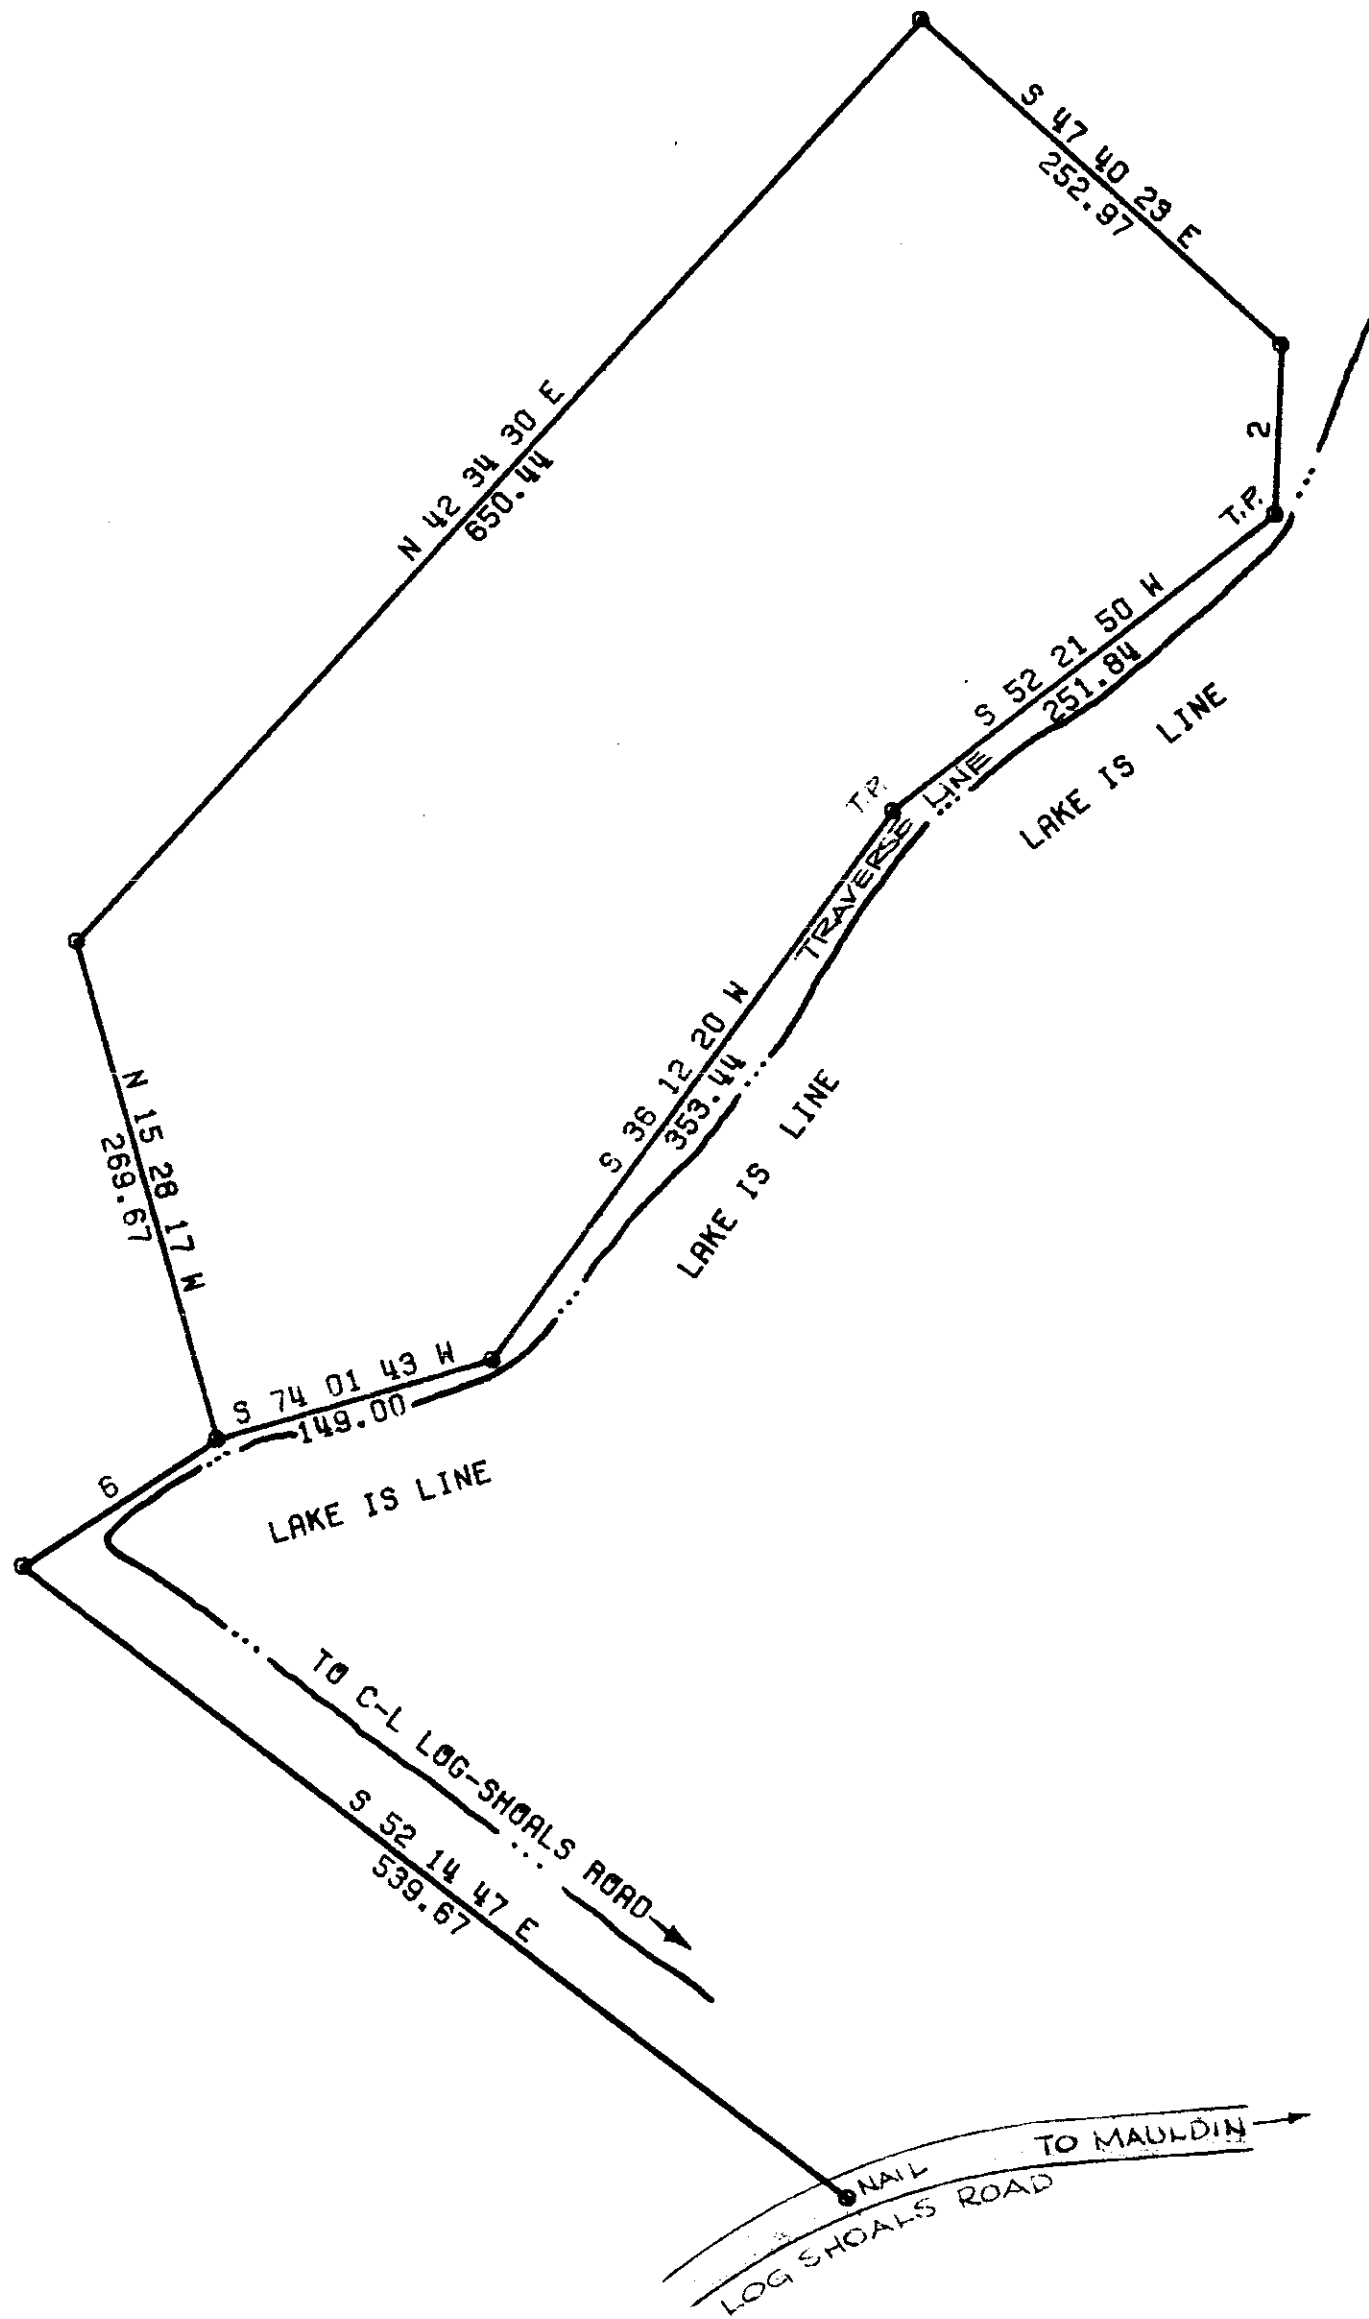 S 47 40 23 E
252.97
N 42 34 30 E
650.44
2
T.P.
S 52 21 50 W
251.84
LAKE IS LINE
T.P.
TRAVERSE LINE
S 36 12 20 W
353.44
LAKE IS LINE
N 15 28 17 W
269.67
S 74 01 43 W
149.00
6
LAKE IS LINE
TO C-L LOG-SHOALS ROAD
S 52 14 47 E
539.67
TO MAULDIN
NAIL
LOG SHOALS ROAD